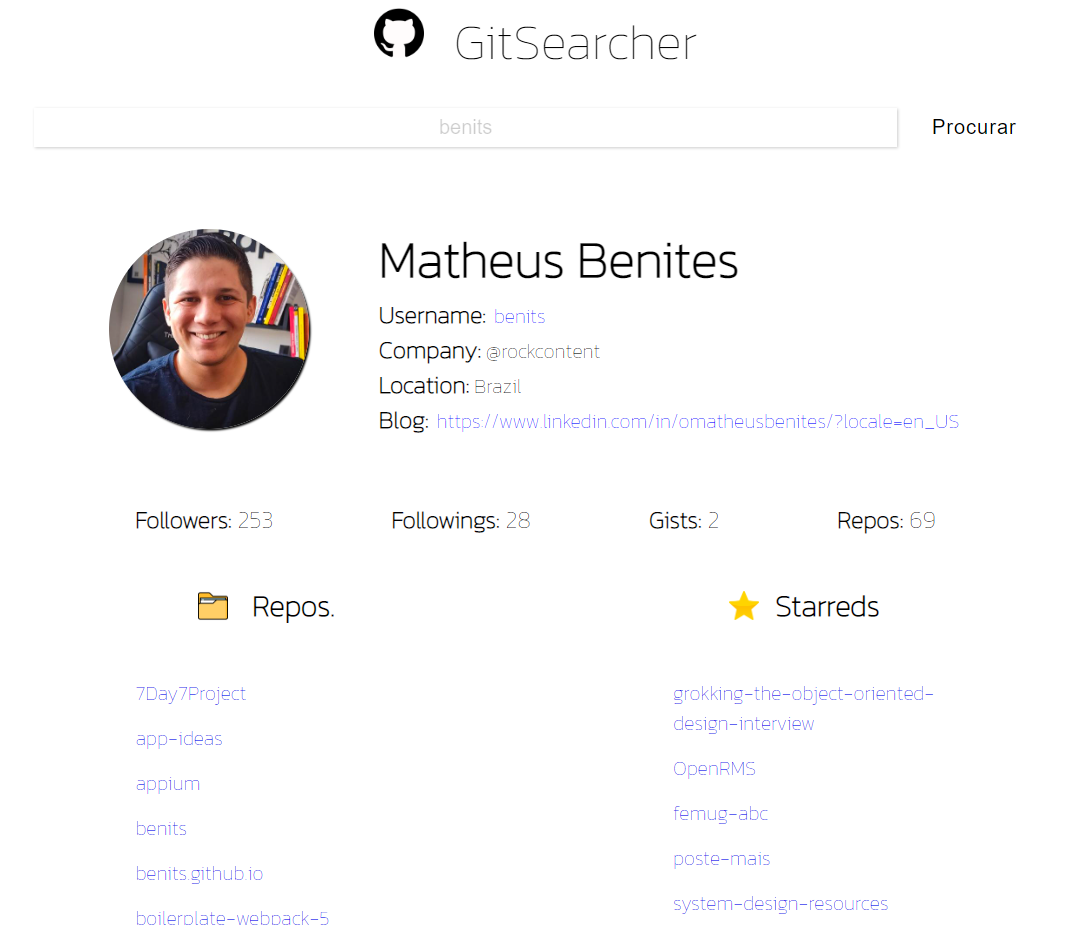 GitSearcher
benits
Procurar
Matheus Benites
Username: benits
Company: @rockcontent
Location: Brazil
Blog: https://www.linkedin.com/in/omatheusbenites/?locale=en_US
Followers: 253
Followings: 28
Gists: 2
Repos: 69
Repos.
7Day7Project
app-ideas
appium
benits
benits.github.io
boilerplate-webpack-5
Starreds
grokking-the-object-oriented-
design-interview
OpenRMS
femug-abc
poste-mais
system-design-resources